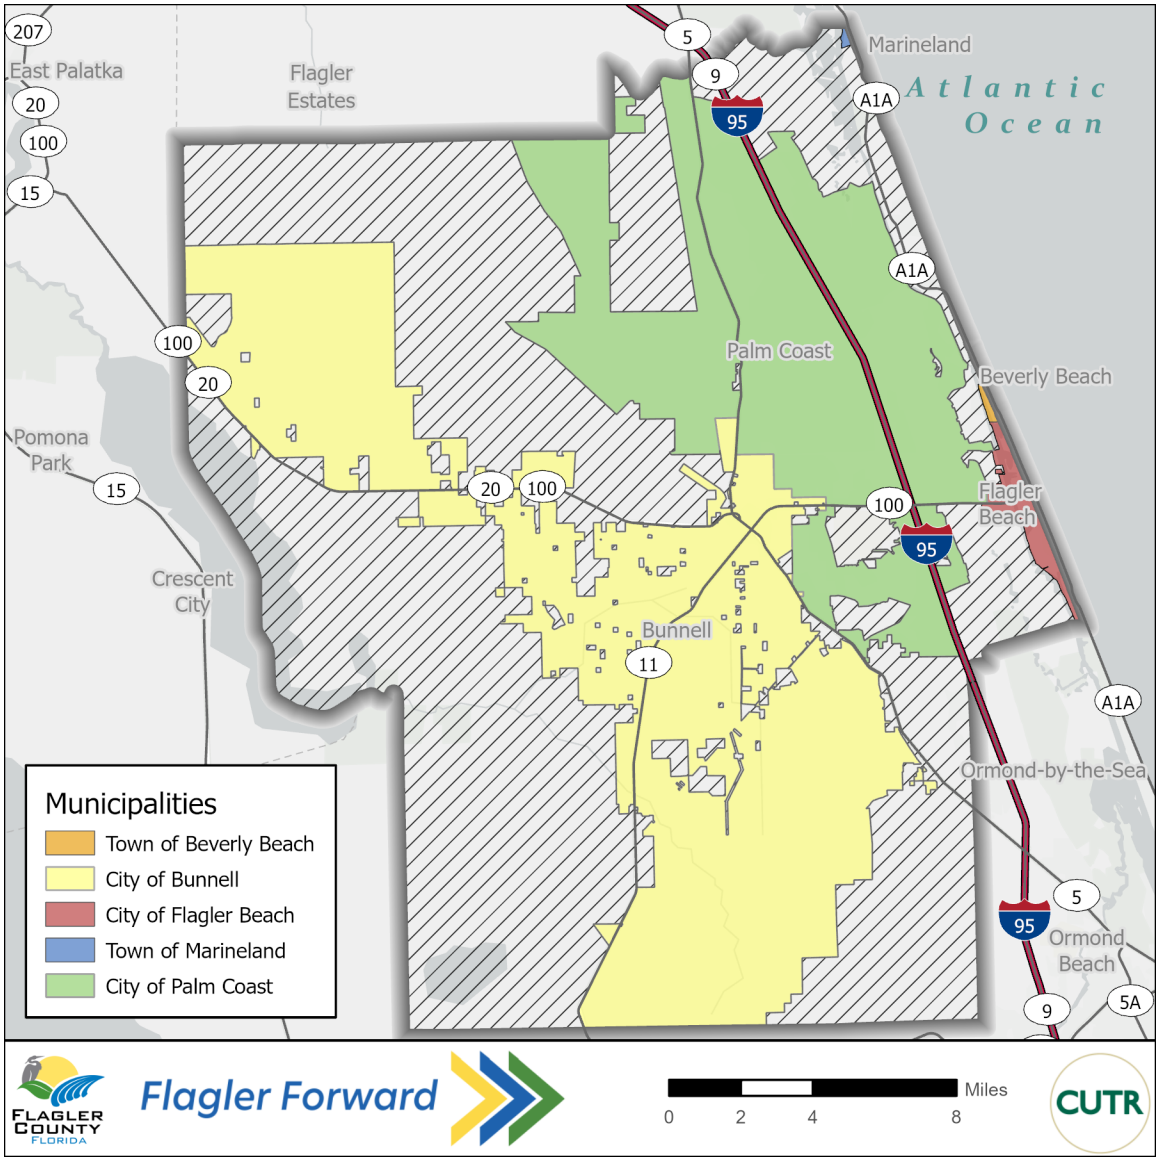 207
5
Marineland
East Palatka
Flagler
Estates
9
A1A
Atlantic
Ocean
20
95
100
15
A1A
100
Palm Coast
20
Beverly Beach
Pomona
Park
15
20
100
100
Flagler
Beach
95
Crescent
City
Bunnell
11
A1A
Ormond-by-the-Sea
Municipalities
Town of Beverly Beach
City of Bunnell
City of Flagler Beach
Town of Marineland
City of Palm Coast
5
95
Ormond
Beach
9
5A
FLAGLER
COUNTY
FLORIDA
Flagler Forward
Miles
0 2 4 8
CUTR